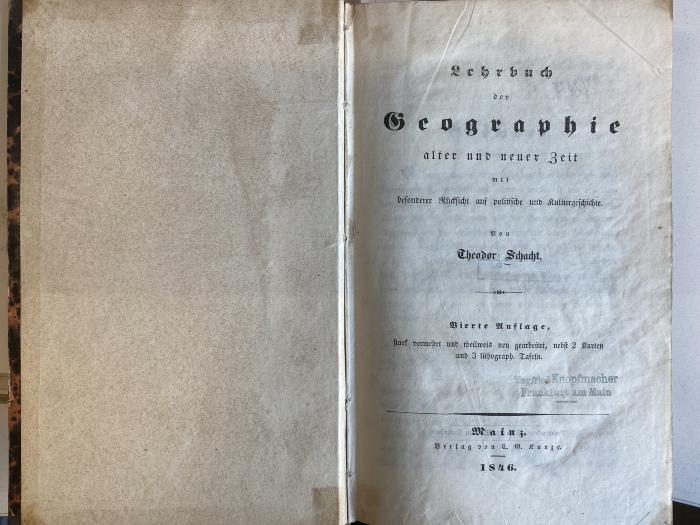 Lehrbuch
der
Geographie
alter und neuer Zeit
mit
besonderer Rücksicht auf politische und Kulturgeschichte.
Von
Theodor Schacht.
Vierte Auflage,
stark vermehrt und theilweis neu gearbeitet, nebst 2 Karten
und 3 lithograph. Tafeln.
Siegfried Knopfmacher
Frankfurt am Main
Mainz.
Verlag von C. G. Kunze.
1846.